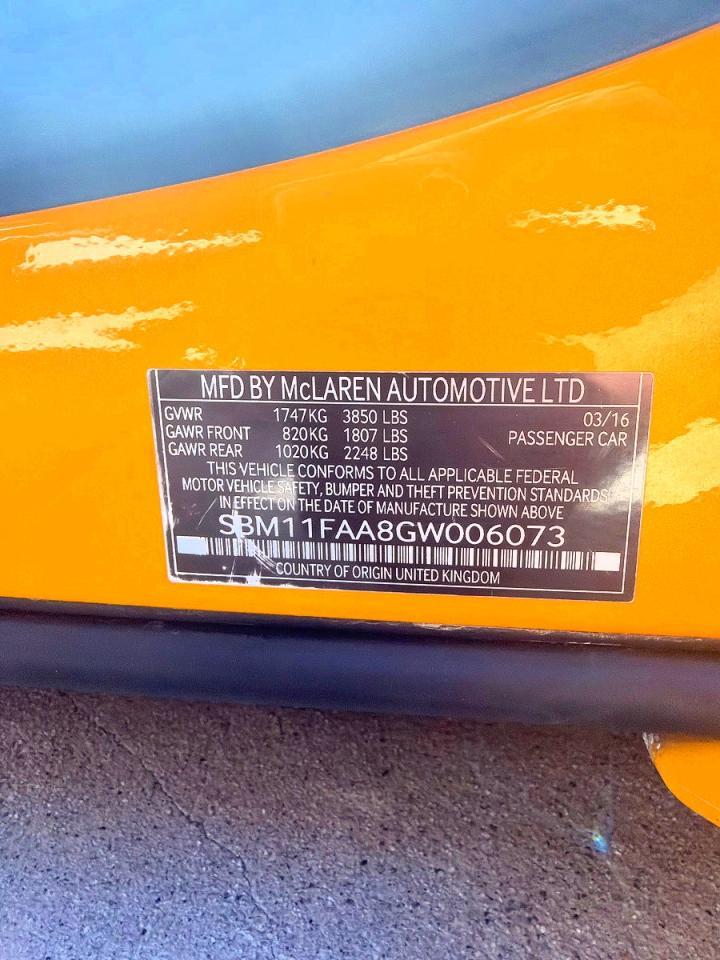 MFD BY McLAREN AUTOMOTIVE LTD
GVWR 1747KG 3850 LBS 03/16
GAWR FRONT 820KG 1807 LBS PASSENGER CAR
GAWR REAR 1020KG 2248 LBS
THIS VEHICLE CONFORMS TO ALL APPLICABLE FEDERAL
MOTOR VEHICLE SAFETY, BUMPER AND THEFT PREVENTION STANDARDS
IN EFFECT ON THE DATE OF MANUFACTURE SHOWN ABOVE
SBM11FAA8GW006073
COUNTRY OF ORIGIN UNITED KINGDOM